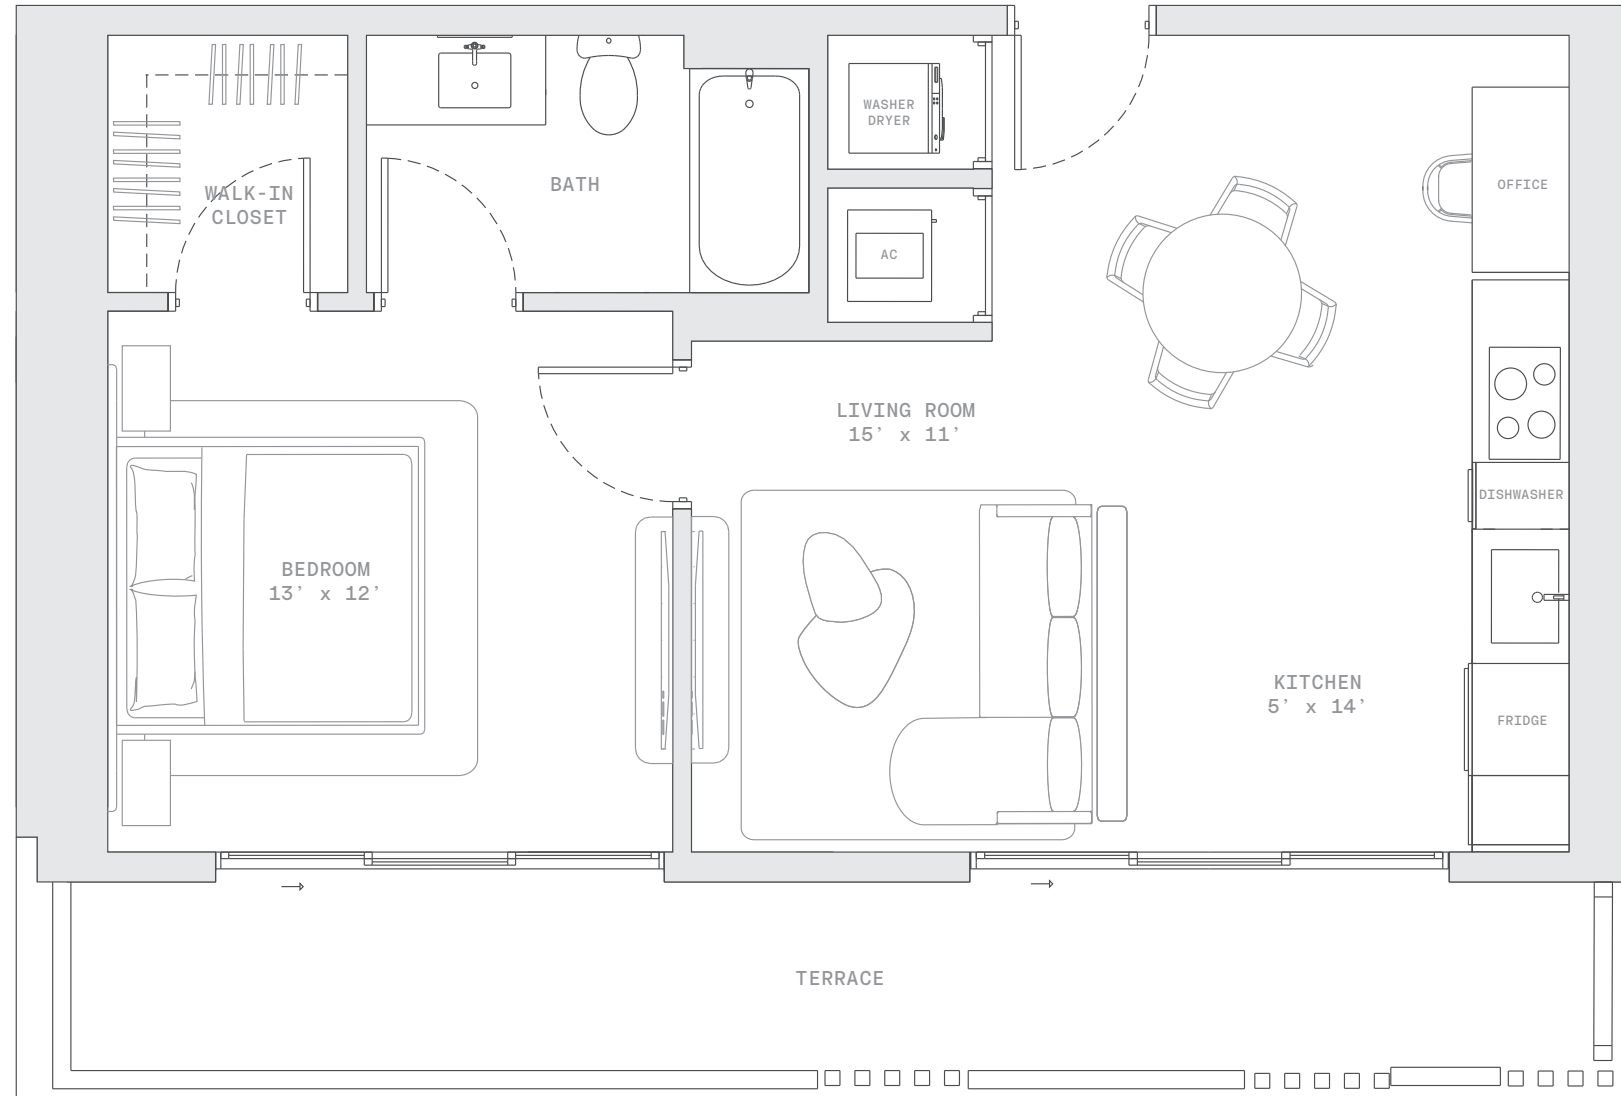 WASHER
DRYER
WALK-IN
CLOSET
BATH
OFFICE
AC
LIVING ROOM
15' x 11'
DISHWASHER
BEDROOM
13' x 12'
KITCHEN
5' x 14'
FRIDGE
TERRACE